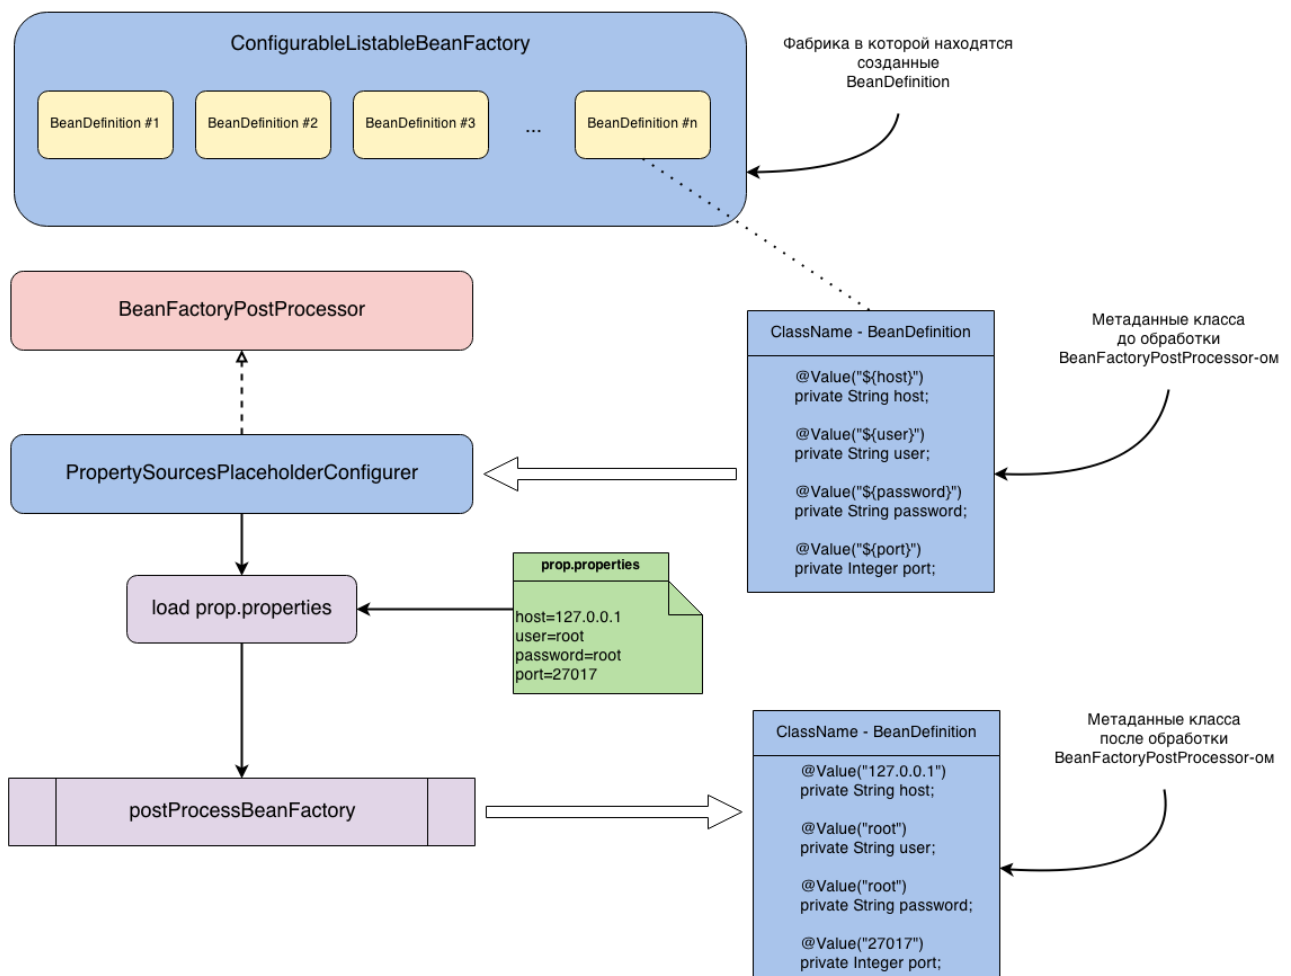 ConfigurableListableBeanFactory
BeanDefinition #1
BeanDefinition #2
BeanDefinition #3
...
BeanDefinition #n
Фабрика в которой находятся
созданные
BeanDefinition
BeanFactoryPostProcessor
PropertySourcesPlaceholderConfigurer
ClassName - BeanDefinition
@Value("${host}")
private String host;
@Value("${user}")
private String user;
@Value("${password}")
private String password;
@Value("${port}")
private Integer port;
Метаданные класса
до обработки
BeanFactoryPostProcessor-ом
load prop.properties
prop.properties
host=127.0.0.1
user=root
password=root
port=27017
postProcessBeanFactory
ClassName - BeanDefinition
@Value("127.0.0.1")
private String host;
@Value("root")
private String user;
@Value("root")
private String password;
@Value("27017")
private Integer port;
Метаданные класса
после обработки
BeanFactoryPostProcessor-ом